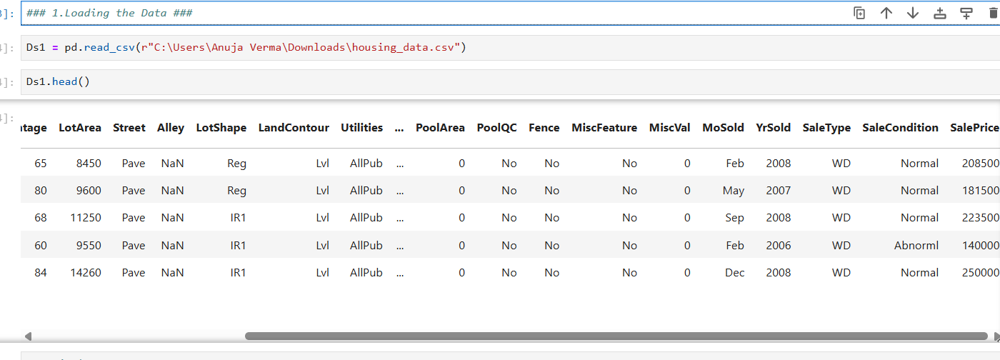 ]: ### 1.Loading the Data ###
]: Ds1 = pd.read_csv(r"C:\Users\Anuja Verma\Downloads\housing_data.csv")
]: Ds1.head()
]: tage LotArea Street Alley LotShape LandContour Utilities ... PoolArea PoolQC Fence MiscFeature MiscVal MoSold YrSold SaleType SaleCondition SalePrice
65 8450 Pave NaN Reg Lvl AllPub ... 0 No No No 0 Feb 2008 WD Normal 208500
80 9600 Pave NaN Reg Lvl AllPub ... 0 No No No 0 May 2007 WD Normal 181500
68 11250 Pave NaN IR1 Lvl AllPub ... 0 No No No 0 Sep 2008 WD Normal 223500
60 9550 Pave NaN IR1 Lvl AllPub ... 0 No No No 0 Feb 2006 WD Abnorml 140000
84 14260 Pave NaN IR1 Lvl AllPub ... 0 No No No 0 Dec 2008 WD Normal 250000